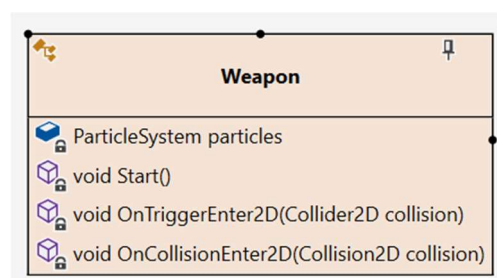 Weapon
ParticleSystem particles
void Start()
void OnTriggerEnter2D(Collider2D collision)
void OnCollisionEnter2D(Collision2D collision)